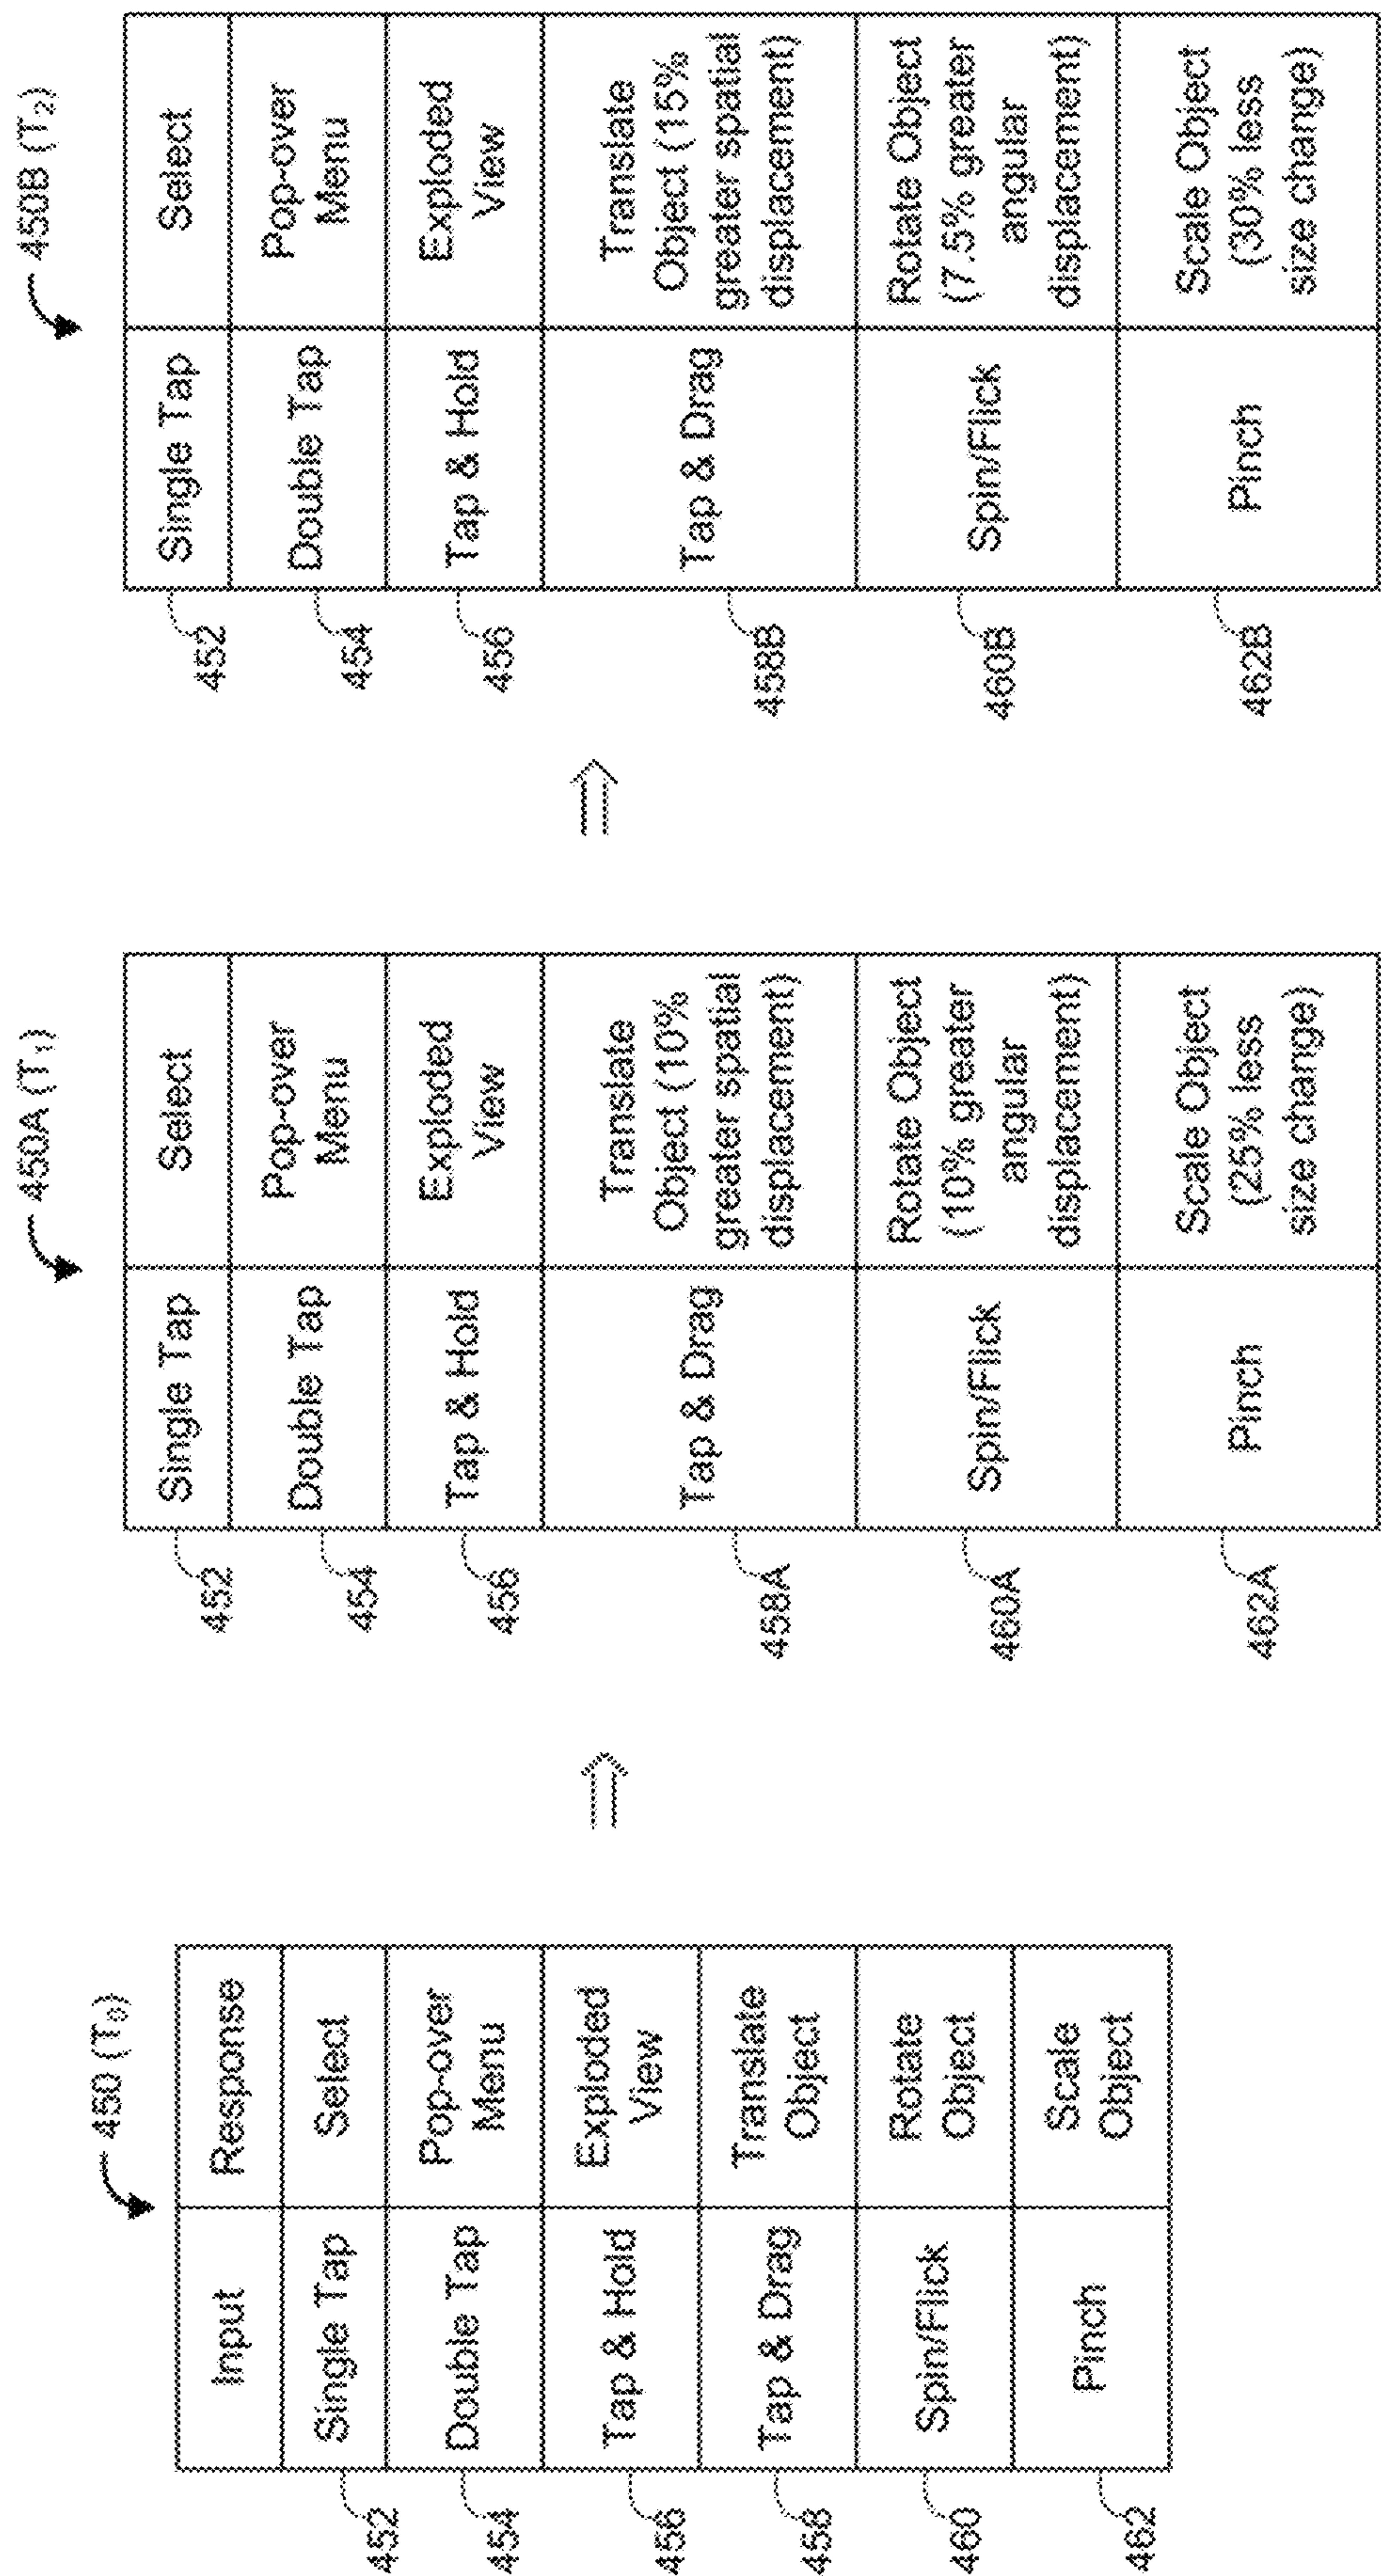 450 (T₀)
Input
Response
452
Single Tap
Select
454
Double Tap
Pop-over
Menu
456
Tap & Hold
Exploded
View
458
Tap & Drag
Translate
Object
460
Spin/Flick
Rotate
Object
462
Pinch
Scale
Object
⇒
450A (T₁)
452
Single Tap
Select
454
Double Tap
Pop-over
Menu
456
Tap & Hold
Exploded
View
458A
Tap & Drag
Translate
Object (10%
greater spatial
displacement)
460A
Spin/Flick
Rotate Object
(10% greater
angular
displacement)
462A
Pinch
Scale Object
(25% less
size change)
⇒
450B (T₂)
452
Single Tap
Select
454
Double Tap
Pop-over
Menu
456
Tap & Hold
Exploded
View
458B
Tap & Drag
Translate
Object (15%
greater spatial
displacement)
460B
Spin/Flick
Rotate Object
(7.5% greater
angular
displacement)
462B
Pinch
Scale Object
(30% less
size change)